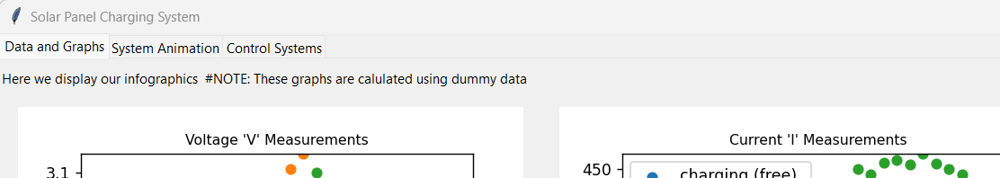 Solar Panel Charging System
Data and Graphs System Animation Control Systems
Here we display our infographics #NOTE: These graphs are calulated using dummy data
Voltage 'V' Measurements Current 'I' Measurements
3.1 450 charging (free)